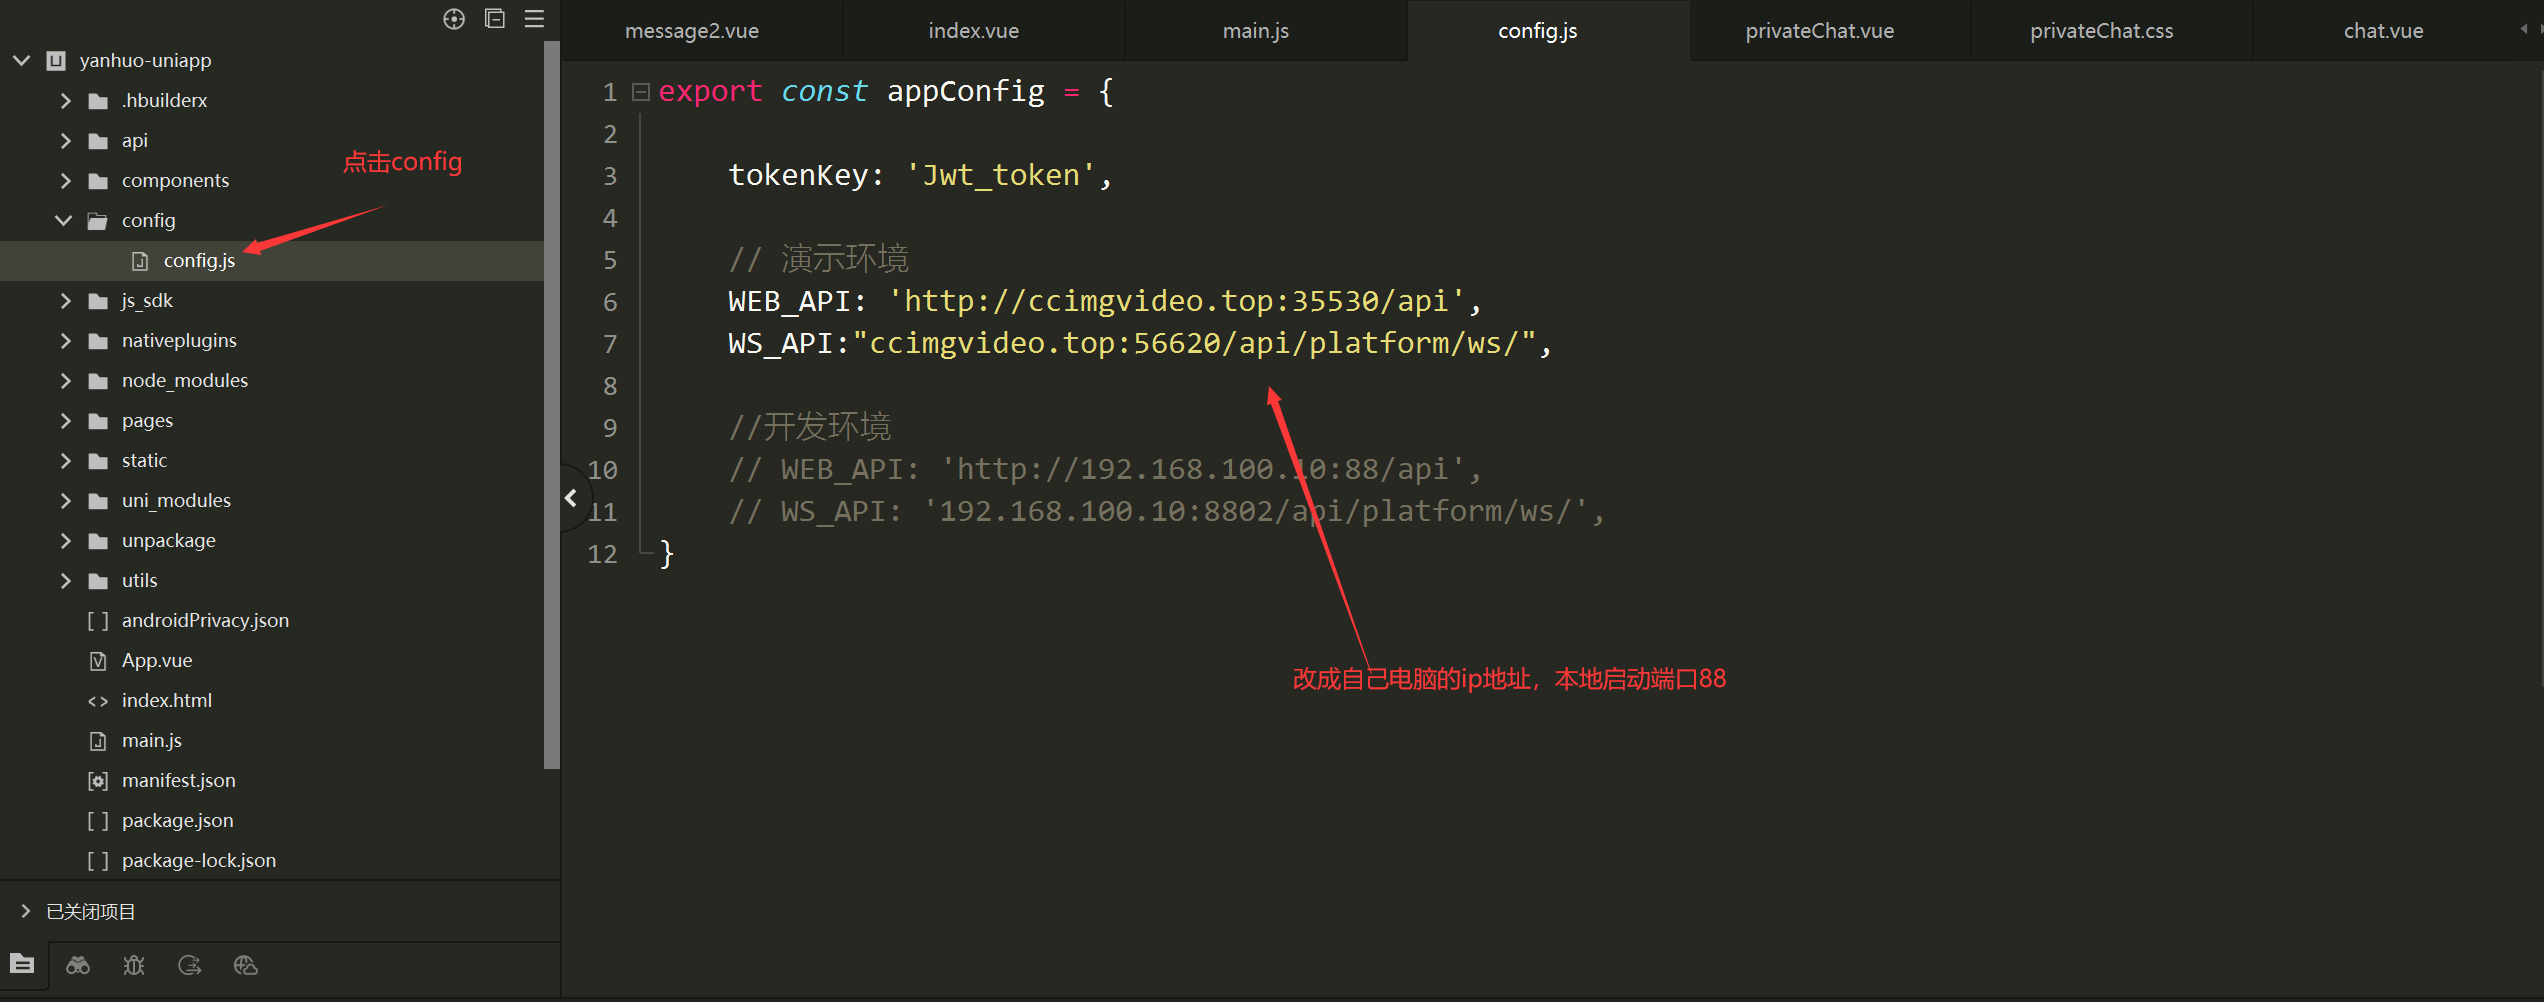 yanhuo-uniapp
.hbuilderx
api
components
config
config.js
js_sdk
nativeplugins
node_modules
pages
static
uni_modules
unpackage
utils
androidPrivacy.json
App.vue
index.html
main.js
manifest.json
package.json
package-lock.json
已关闭项目
点击config
message2.vue
index.vue
main.js
config.js
privateChat.vue
privateChat.css
chat.vue
1 export const appConfig = {
2
3 tokenKey: 'Jwt_token',
4
5 // 演示环境
6 WEB_API: 'http://ccimgvideo.top:35530/api',
7 WS_API:"ccimgvideo.top:56620/api/platform/ws/",
8
9 //开发环境
10 // WEB_API: 'http://192.168.100.10:88/api',
11 // WS_API: '192.168.100.10:8802/api/platform/ws/',
12 }
改成自己电脑的ip地址，本地启动端口88